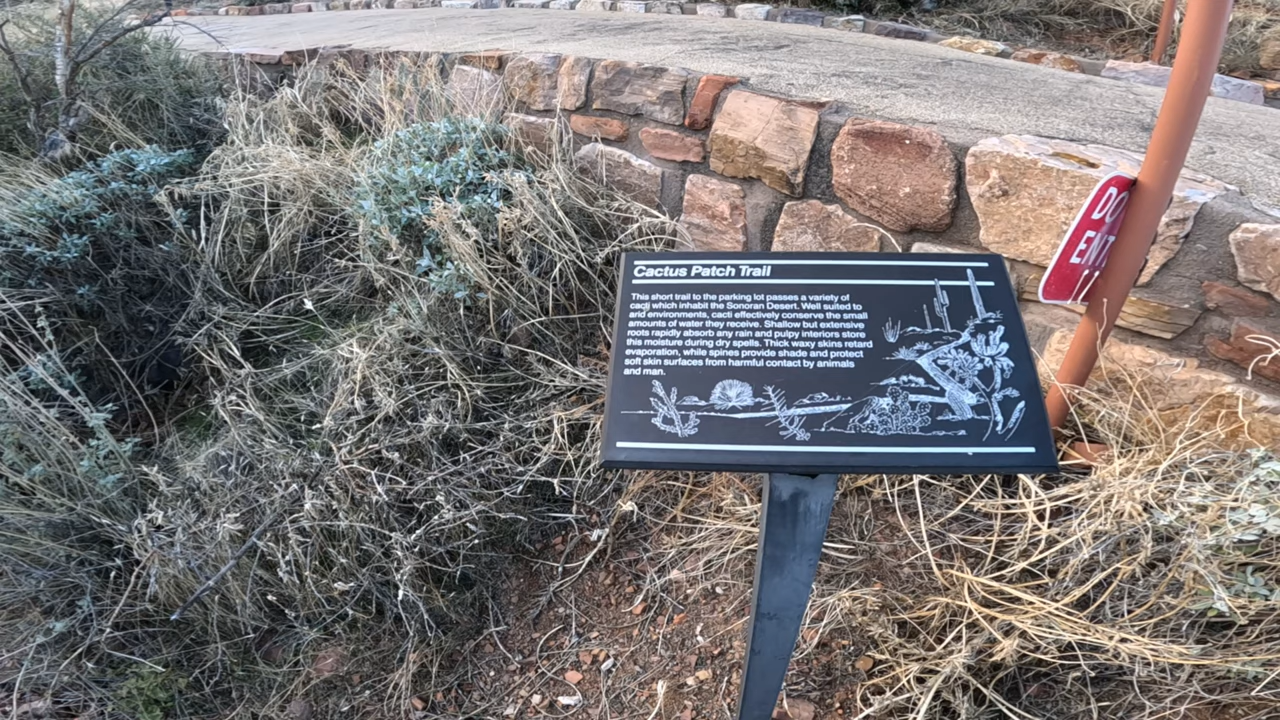 Cactus Patch Trail
This short trail to the parking lot passes a variety of
cacti which inhabit the Sonoran Desert. Well suited to
arid environments, cacti effectively conserve the small
amounts of water they receive. Shallow but extensive
roots rapidly absorb any rain and pulpy interiors store
this moisture during dry spells. Thick waxy skins retard
evaporation, while spines provide shade and protect
soft skin surfaces from harmful contact by animals
and man.
DO
ENT